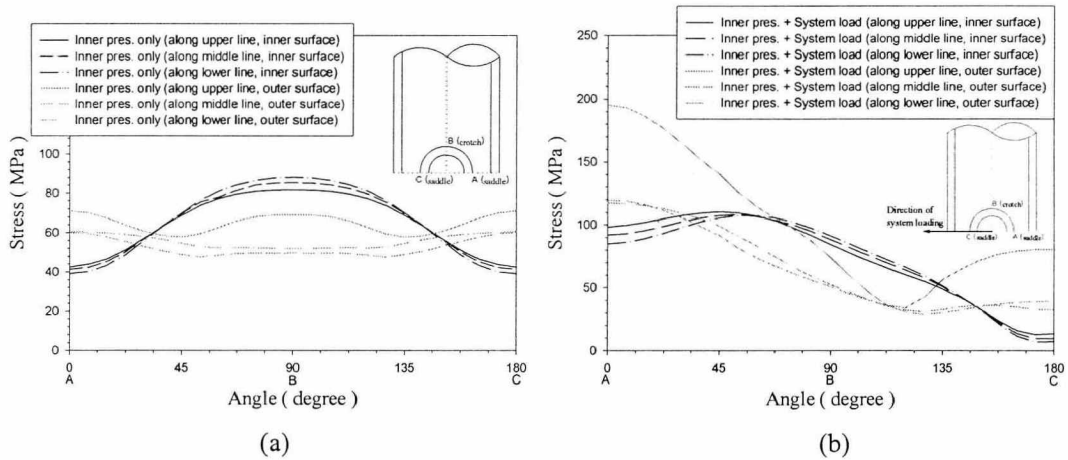 Inner pres. only (along upper line, inner surface)
Inner pres. only (along middle line, inner surface)
Inner pres. only (along lower line, inner surface)
Inner pres. only (along upper line, outer surface)
Inner pres. only (along middle line, outer surface)
Inner pres. only (along lower line, outer surface)
B (crotch)
C (saddle)
A (saddle)
Stress ( MPa )
100
80
60
40
20
0
0
45
90
135
180
A
B
C
Angle ( degree )
(a)
Inner pres. + System load (along upper line, inner surface)
Inner pres. + System load (along middle line, inner surface)
Inner pres. + System load (along lower line, inner surface)
Inner pres. + System load (along upper line, outer surface)
Inner pres. + System load (along middle line, outer surface)
Inner pres. + System load (along lower line, outer surface)
B (crotch)
Direction of
system loading
C (saddle)
A (saddle)
Stress ( MPa )
250
200
150
100
50
0
0
45
90
135
180
A
B
C
Angle ( degree )
(b)